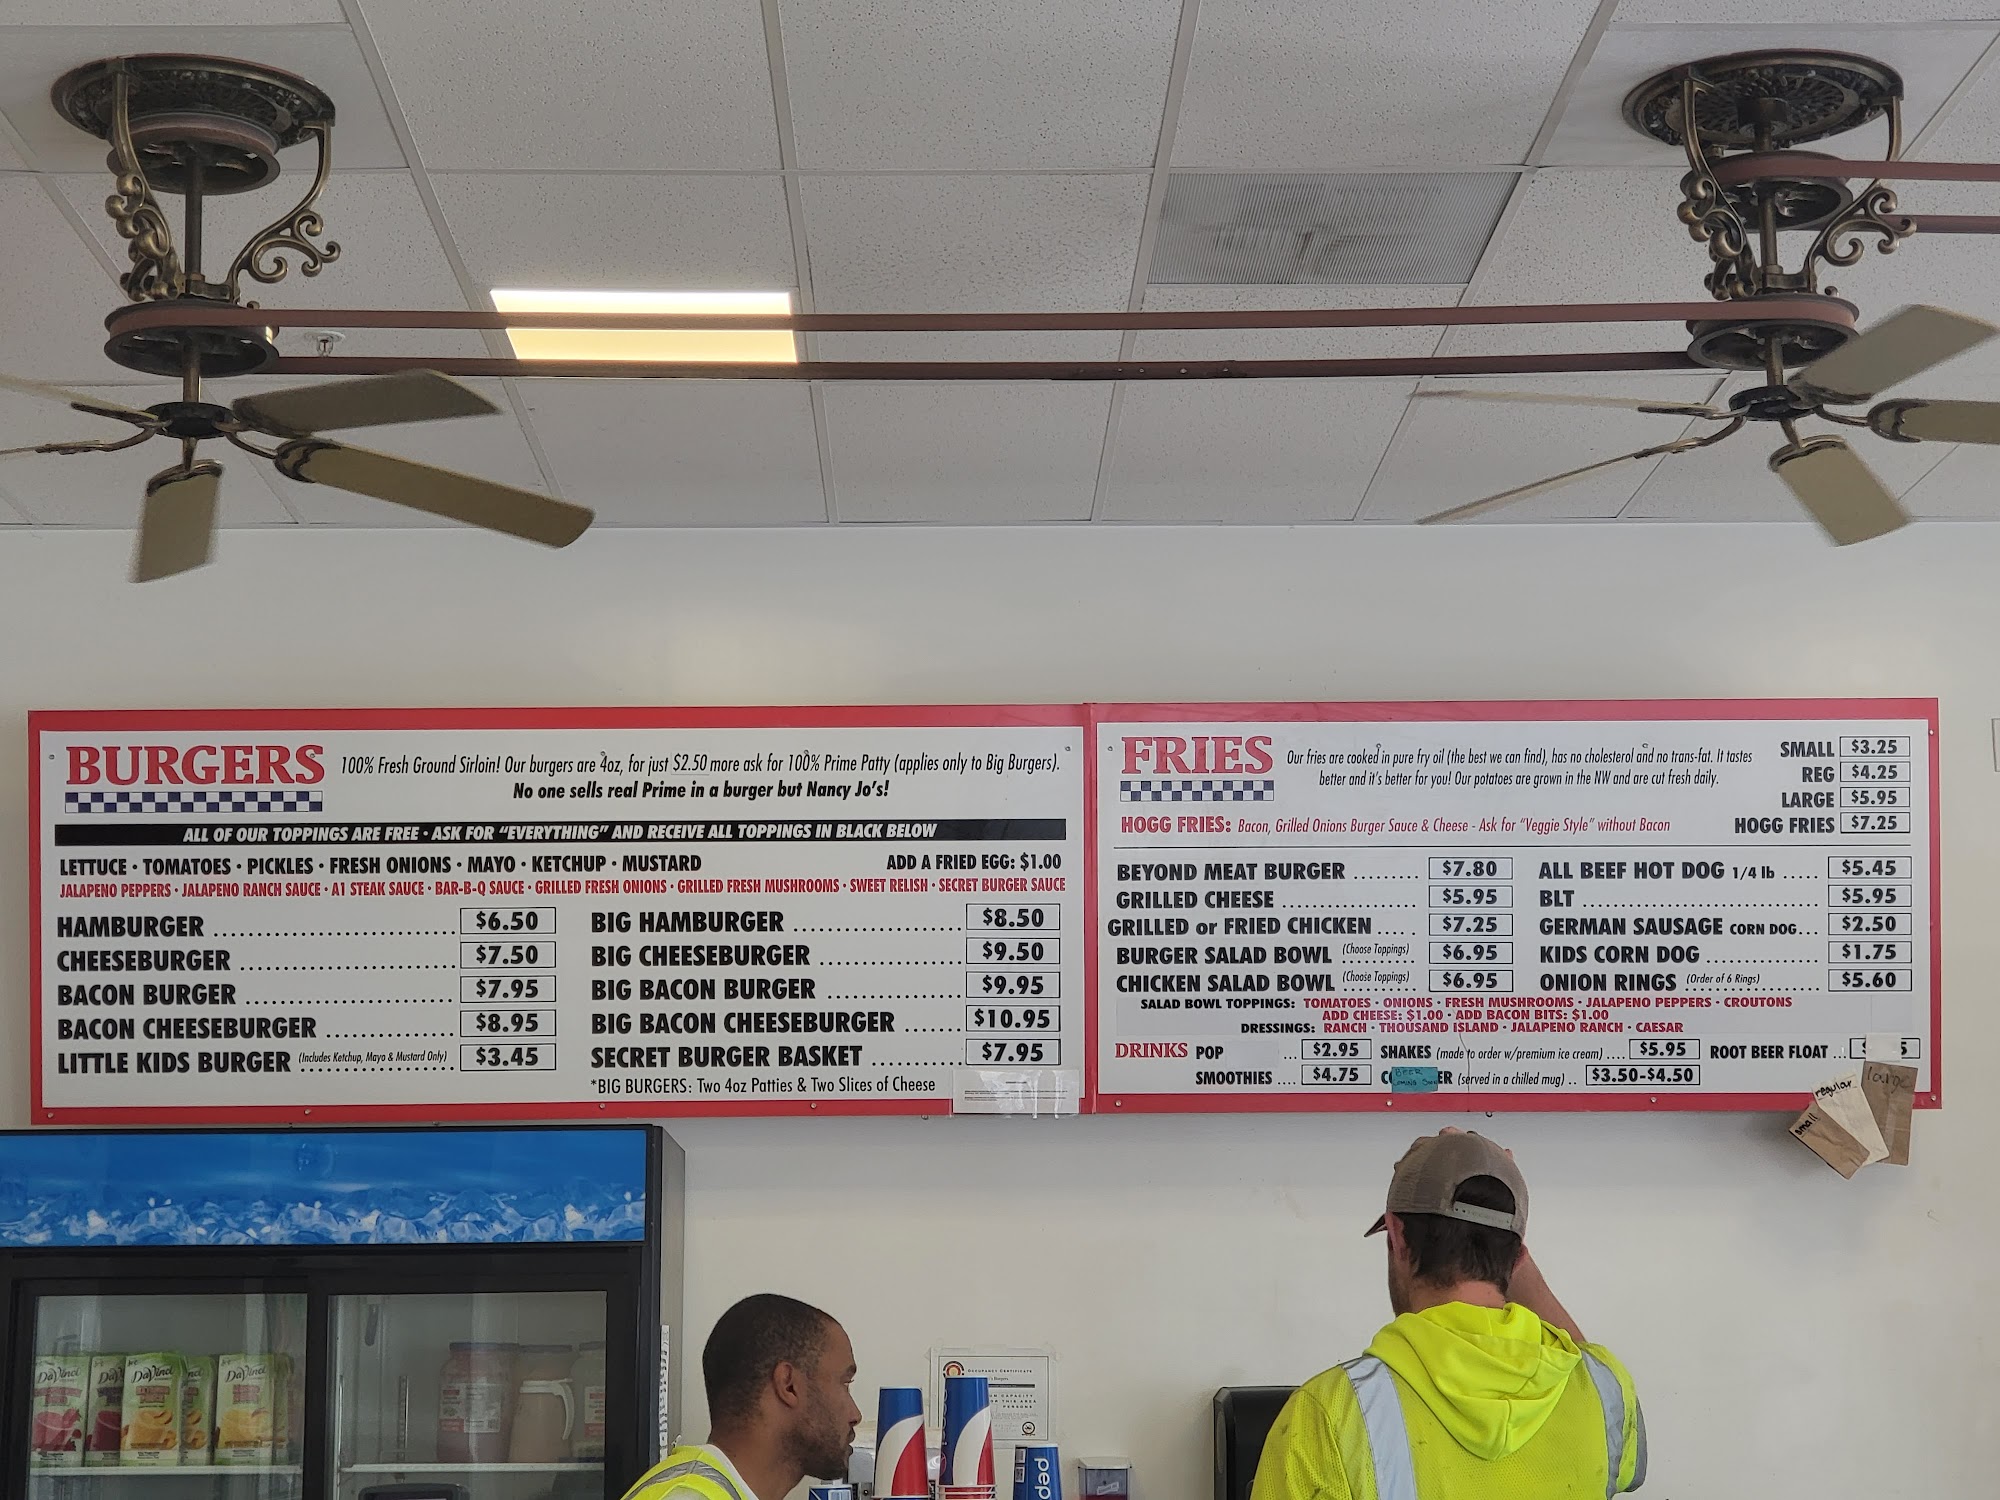 BURGERS
100% Fresh Ground Sirloin! Our burgers are 4oz, for just $2.50 more ask for 100% Prime Patty (applies only to Big Burgers).
No one sells real Prime in a burger but Nancy Jo's!
ALL OF OUR TOPPINGS ARE FREE • ASK FOR "EVERYTHING" AND RECEIVE ALL TOPPINGS IN BLACK BELOW
LETTUCE • TOMATOES • PICKLES • FRESH ONIONS • MAYO • KETCHUP • MUSTARD ADD A FRIED EGG: $1.00
JALAPENO PEPPERS • JALAPENO RANCH SAUCE • A1 STEAK SAUCE • BAR-B-Q SAUCE • GRILLED FRESH ONIONS • GRILLED FRESH MUSHROOMS • SWEET RELISH • SECRET BURGER SAUCE
HAMBURGER $6.50
CHEESEBURGER $7.50
BACON BURGER $7.95
BACON CHEESEBURGER $8.95
LITTLE KIDS BURGER (Includes Ketchup, Mayo & Mustard Only) $3.45
BIG HAMBURGER $8.50
BIG CHEESEBURGER $9.50
BIG BACON BURGER $9.95
BIG BACON CHEESEBURGER $10.95
SECRET BURGER BASKET $7.95
*BIG BURGERS: Two 4oz Patties & Two Slices of Cheese
FRIES
Our fries are cooked in pure fry oil (the best we can find), has no cholesterol and no trans-fat. It tastes
better and it's better for you! Our potatoes are grown in the NW and are cut fresh daily.
HOGG FRIES: Bacon, Grilled Onions Burger Sauce & Cheese - Ask for "Veggie Style" without Bacon
SMALL $3.25
REG $4.25
LARGE $5.95
HOGG FRIES $7.25
BEYOND MEAT BURGER $7.80
GRILLED CHEESE $5.95
GRILLED or FRIED CHICKEN $7.25
BURGER SALAD BOWL (Choose Toppings) $6.95
CHICKEN SALAD BOWL (Choose Toppings) $6.95
ALL BEEF HOT DOG 1/4 lb $5.45
BLT $5.95
GERMAN SAUSAGE CORN DOG $2.50
KIDS CORN DOG $1.75
ONION RINGS (Order of 6 Rings) $5.60
SALAD BOWL TOPPINGS: TOMATOES • ONIONS • FRESH MUSHROOMS • JALAPENO PEPPERS • CROUTONS
ADD CHEESE: $1.00 • ADD BACON BITS: $1.00
DRESSINGS: RANCH • THOUSAND ISLAND • JALAPENO RANCH • CAESAR
DRINKS POP $2.95 SHAKES (made to order w/premium ice cream) $5.95 ROOT BEER FLOAT
SMOOTHIES $4.75 BEER COMING SOON (served in a chilled mug) $3.50-$4.50
small
regular
large
DaVinci
DaVinci
DaVinci
OCCUPANCY CERTIFICATE
pepsi